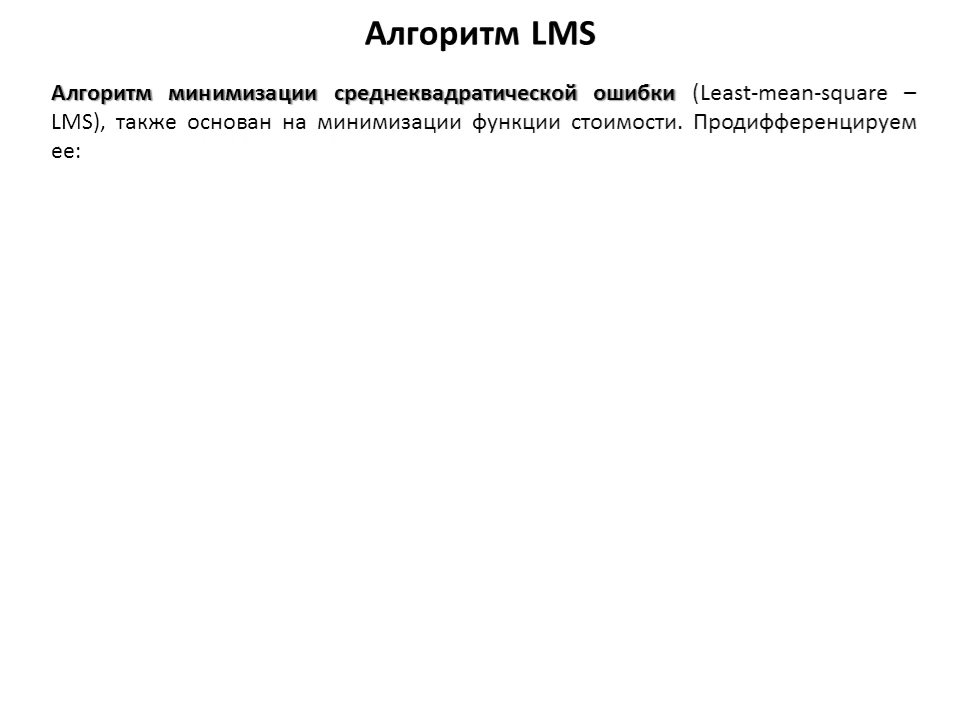 Алгоритм LMS
Алгоритм минимизации среднеквадратической ошибки (Least-mean-square –
LMS), также основан на минимизации функции стоимости. Продифференцируем
ее: